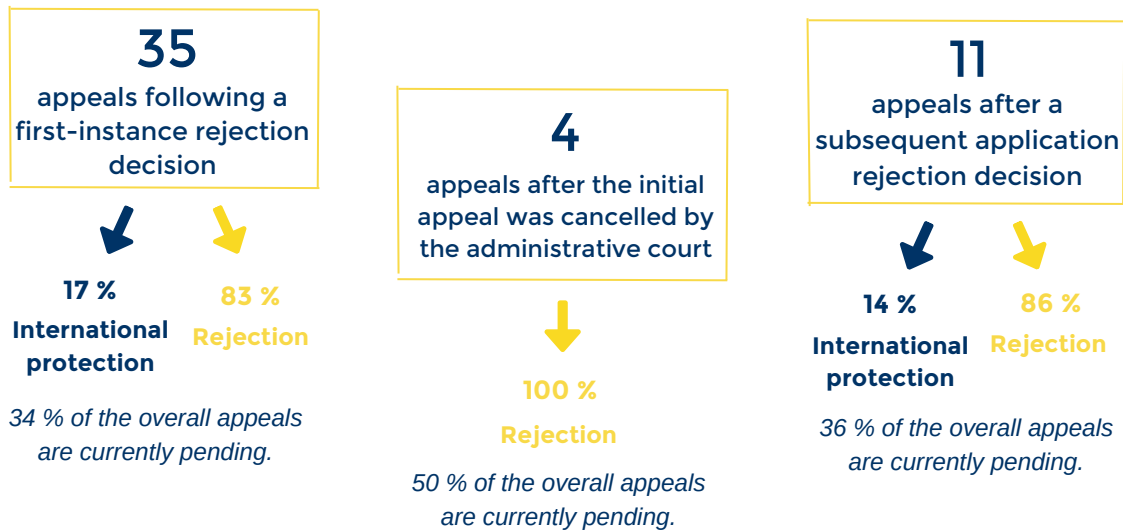 35
appeals following a
first-instance rejection
decision
17 %
International
protection
83 %
Rejection
34 % of the overall appeals
are currently pending.
4
appeals after the initial
appeal was cancelled by
the administrative court
100 %
Rejection
50 % of the overall appeals
are currently pending.
11
appeals after a
subsequent application
rejection decision
14 %
International
protection
86 %
Rejection
36 % of the overall appeals
are currently pending.